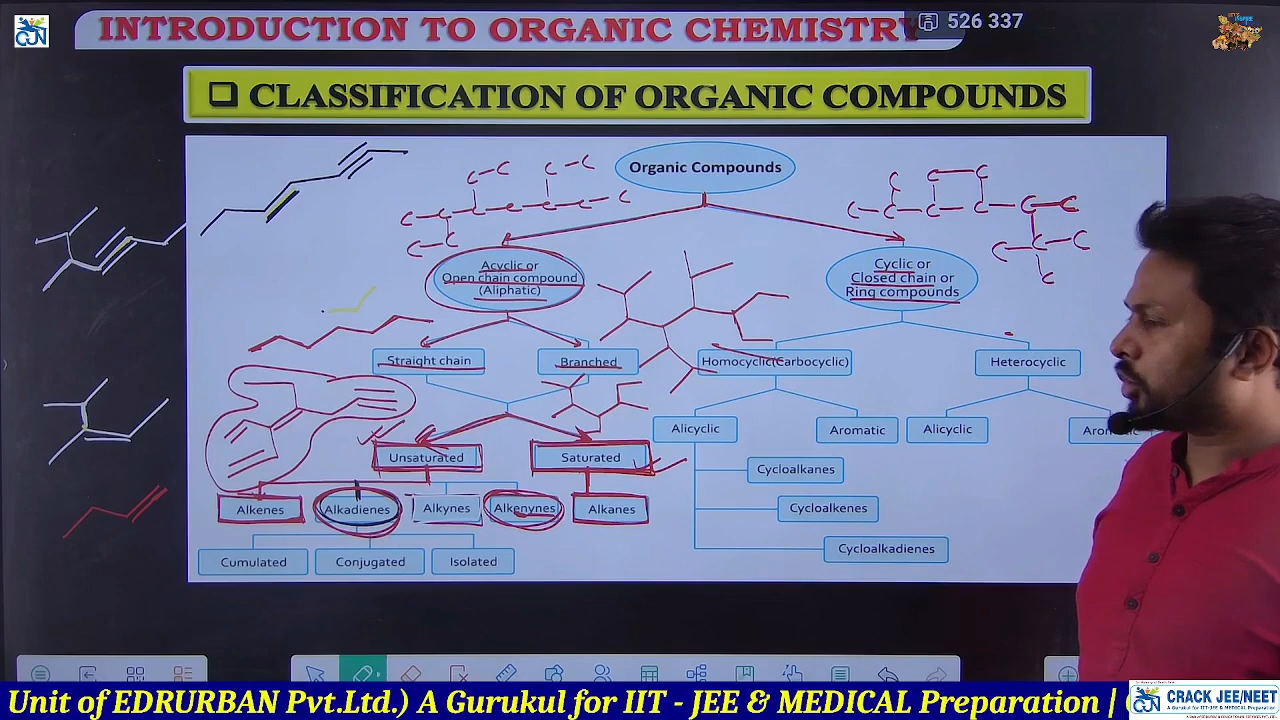 INTRODUCTION TO ORGANIC CHEMISTRY
526 337
GUN
CLASSIFICATION OF ORGANIC COMPOUNDS
Organic Compounds
Acyclic or
Open chain compound
(Aliphatic)
Cyclic or
Closed chain or
Ring compounds
Straight chain
Branched
Homocyclic(Carbocyclic)
Heterocyclic
Alicyclic
Aromatic
Alicyclic
Unsaturated
Saturated
Cycloalkanes
Alkenes
Alkadienes
Alkynes
Alkenynes
Alkanes
Cycloalkenes
Cycloalkadienes
Cumulated
Conjugated
Isolated
Unit of EDRURBAN Pvt.Ltd.) A Gurukul for IIT - JEE & MEDICAL Preparation |
CRACK JEE/NEET